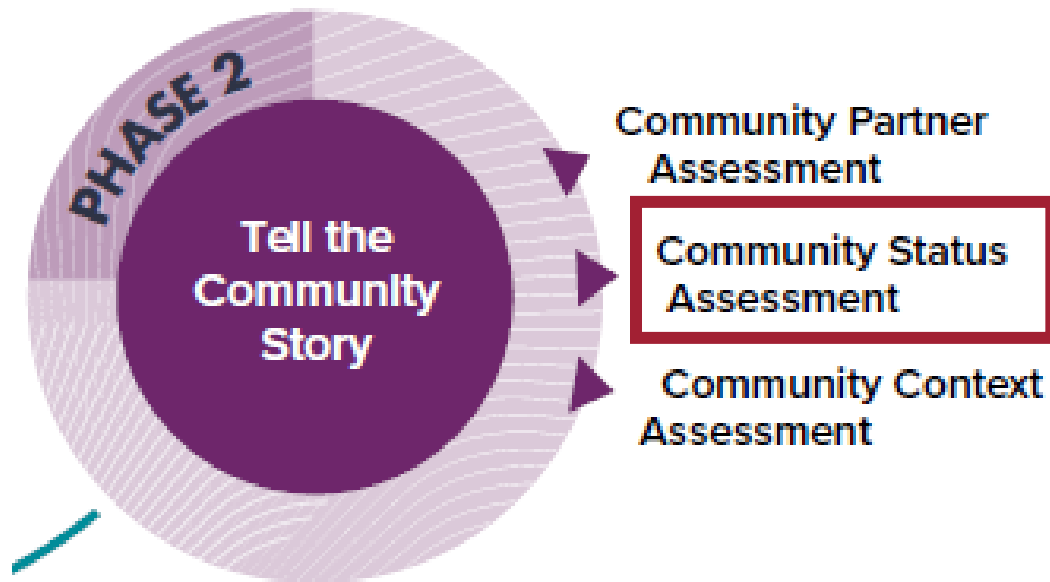 PHASE 2
Tell the
Community
Story
Community Partner
Assessment
Community Status
Assessment
Community Context
Assessment